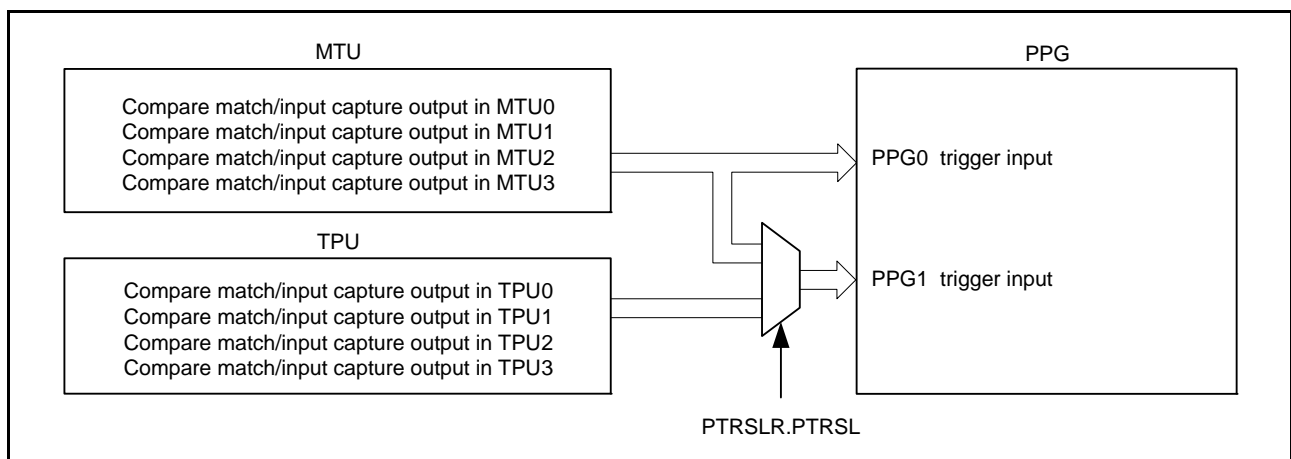 MTU
Compare match/input capture output in MTU0
Compare match/input capture output in MTU1
Compare match/input capture output in MTU2
Compare match/input capture output in MTU3
TPU
Compare match/input capture output in TPU0
Compare match/input capture output in TPU1
Compare match/input capture output in TPU2
Compare match/input capture output in TPU3
PTRSLR.PTRSL
PPG
PPG0 trigger input
PPG1 trigger input